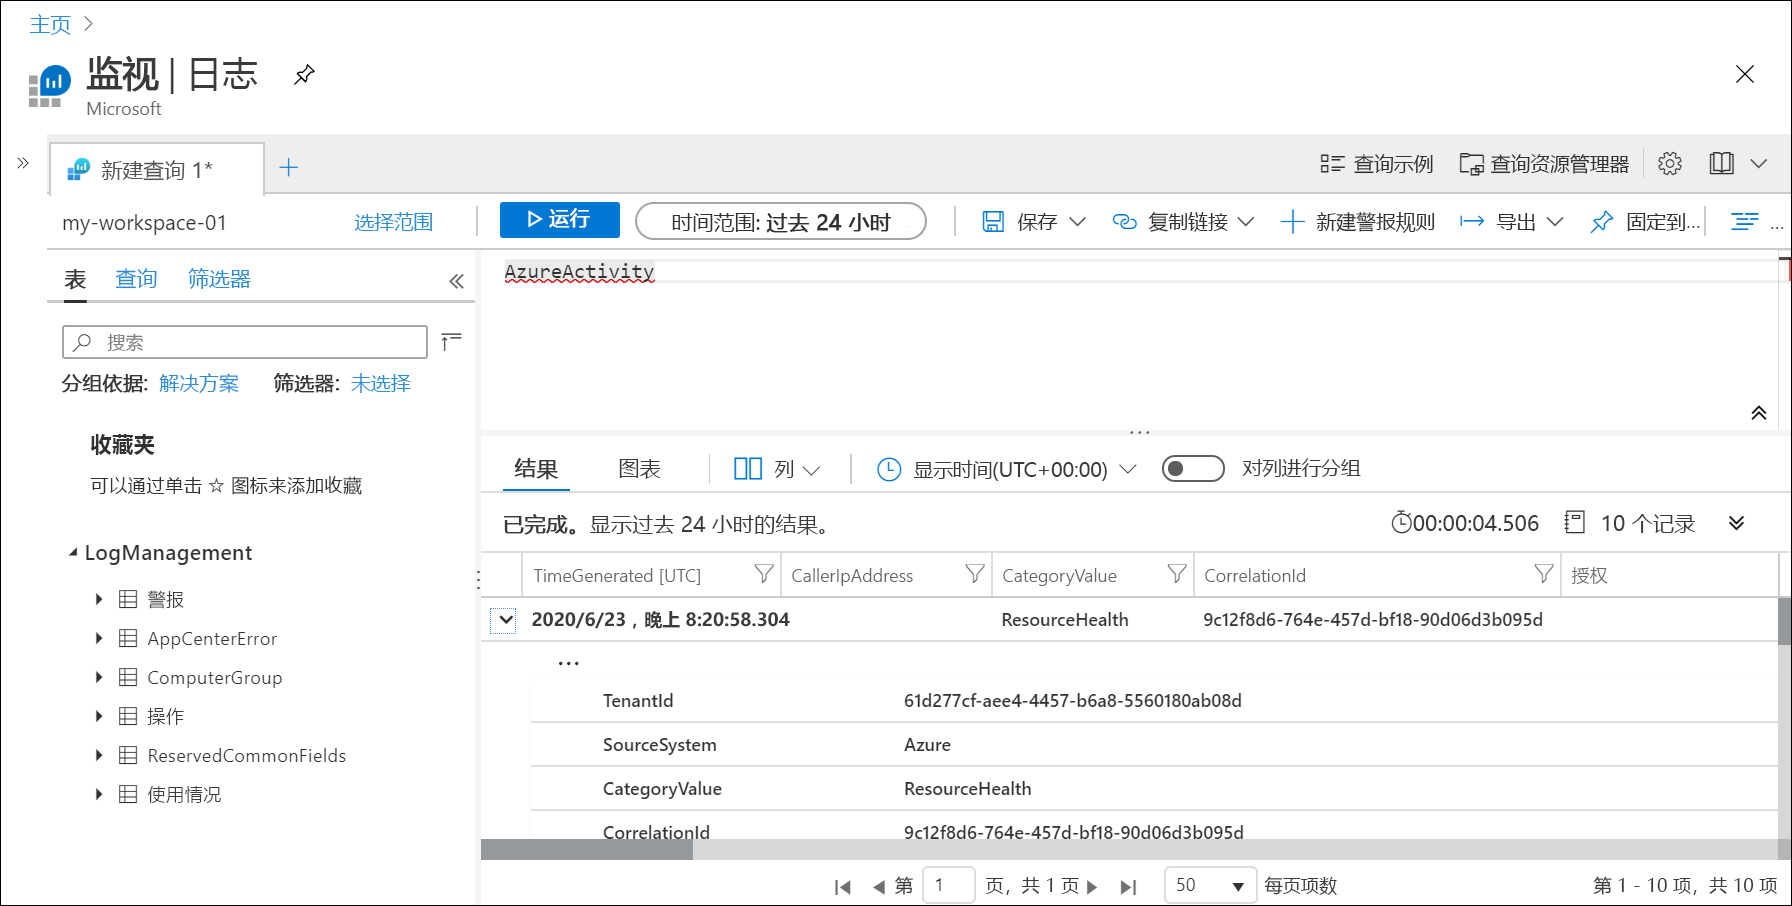 主页
监视 | 日志
Microsoft
新建查询 1*
查询示例 查询资源管理器
my-workspace-01 选择范围 运行 时间范围: 过去 24 小时 保存 复制链接 新建警报规则 导出 固定到... ...
表 查询 筛选器
AzureActivity
搜索
分组依据: 解决方案 筛选器: 未选择
收藏夹
可以通过单击 ☆ 图标来添加收藏
LogManagement
警报
AppCenterError
ComputerGroup
操作
ReservedCommonFields
使用情况
结果 图表 列 显示时间(UTC+00:00) 对列进行分组
已完成。显示过去 24 小时的结果。 00:00:04.506 10 个记录
TimeGenerated [UTC] CallerIpAddress CategoryValue CorrelationId 授权
2020/6/23，晚上 8:20:58.304 ResourceHealth 9c12f8d6-764e-457d-bf18-90d06d3b095d
...
TenantId 61d277cf-aee4-4457-b6a8-5560180ab08d
SourceSystem Azure
CategoryValue ResourceHealth
CorrelationId 9c12f8d6-764e-457d-bf18-90d06d3b095d
第 1 页，共 1 页 50 每页项数 第 1 - 10 项，共 10 项